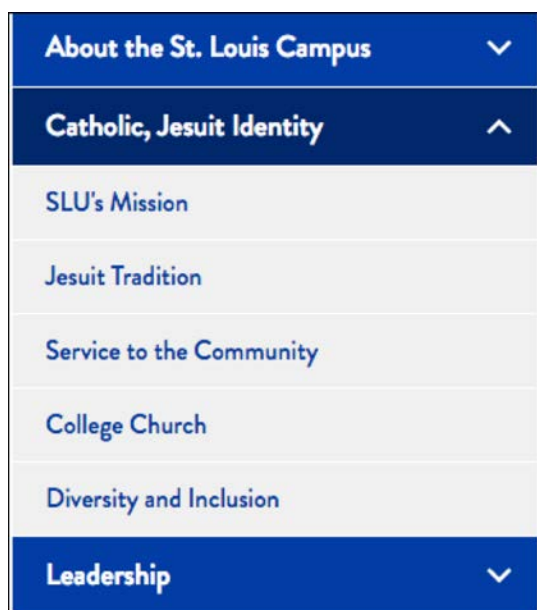 About the St. Louis Campus
Catholic, Jesuit Identity
SLU's Mission
Jesuit Tradition
Service to the Community
College Church
Diversity and Inclusion
Leadership